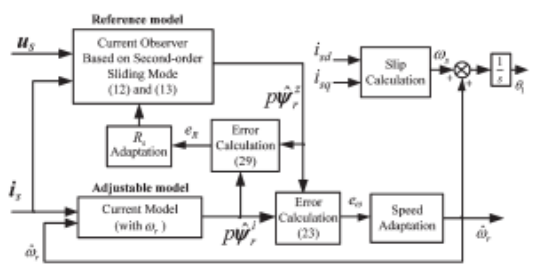 Reference model
u_s
Current Observer
Based on Second-order
Sliding Mode
(12) and (13)
i_sd
i_sq
Slip
Calculation
ω_s
+
+
1
s
θ_i
pψ̂_r^z
R_s
Adaptation
e_R
Error
Calculation
(29)
i_s
Adjustable model
Current Model
(with ω_r )
pψ̂_r^i
Error
Calculation
(23)
e_ω
Speed
Adaptation
ω̂_r
ω̂_r